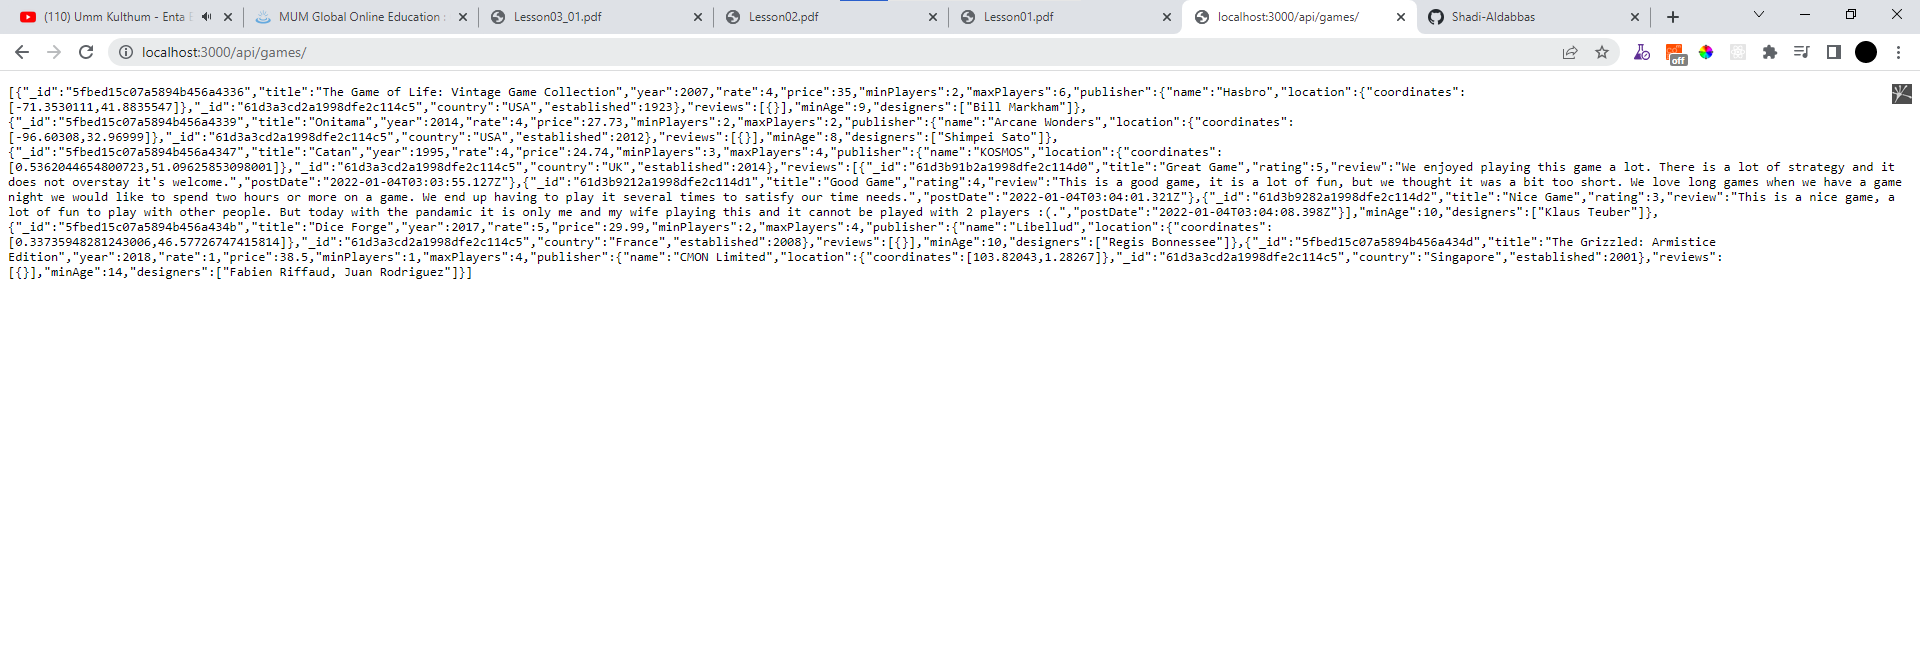 (110) Umm Kulthum - Enta E
MUM Global Online Education
Lesson03_01.pdf
Lesson02.pdf
Lesson01.pdf
localhost:3000/api/games/
Shadi-Aldabbas
localhost:3000/api/games/
off
[{"_id":"5fbed15c07a5894b456a4336","title":"The Game of Life: Vintage Game Collection","year":2007,"rate":4,"price":35,"minPlayers":2,"maxPlayers":6,"publisher":{"name":"Hasbro","location":{"coordinates":
[-71.3530111,41.8835547]},"_id":"61d3a3cd2a1998dfe2c114c5","country":"USA","established":1923},"reviews":[{}],"minAge":9,"designers":["Bill Markham"]},
{"_id":"5fbed15c07a5894b456a4339","title":"Onitama","year":2014,"rate":4,"price":27.73,"minPlayers":2,"maxPlayers":2,"publisher":{"name":"Arcane Wonders","location":{"coordinates":
[-96.60308,32.96999]},"_id":"61d3a3cd2a1998dfe2c114c5","country":"USA","established":2012},"reviews":[{}],"minAge":8,"designers":["Shimpei Sato"]},
{"_id":"5fbed15c07a5894b456a4347","title":"Catan","year":1995,"rate":4,"price":24.74,"minPlayers":3,"maxPlayers":4,"publisher":{"name":"KOSMOS","location":{"coordinates":
[0.5362044654800723,51.09625853098001]},"_id":"61d3a3cd2a1998dfe2c114c5","country":"UK","established":2014},"reviews":[{"_id":"61d3b91b2a1998dfe2c114d0","title":"Great Game","rating":5,"review":"We enjoyed playing this game a lot. There is a lot of strategy and it
does not overstay it's welcome.","postDate":"2022-01-04T03:03:55.127Z"},{"_id":"61d3b9212a1998dfe2c114d1","title":"Good Game","rating":4,"review":"This is a good game, it is a lot of fun, but we thought it was a bit too short. We love long games when we have a game
night we would like to spend two hours or more on a game. We end up having to play it several times to satisfy our time needs.","postDate":"2022-01-04T03:04:01.321Z"},{"_id":"61d3b9282a1998dfe2c114d2","title":"Nice Game","rating":3,"review":"This is a nice game, a
lot of fun to play with other people. But today with the pandamic it is only me and my wife playing this and it cannot be played with 2 players :(.","postDate":"2022-01-04T03:04:08.398Z"}],"minAge":10,"designers":["Klaus Teuber"]},
{"_id":"5fbed15c07a5894b456a434b","title":"Dice Forge","year":2017,"rate":5,"price":29.99,"minPlayers":2,"maxPlayers":4,"publisher":{"name":"Libellud","location":{"coordinates":
[0.33735948281243006,46.57726747415814]},"_id":"61d3a3cd2a1998dfe2c114c5","country":"France","established":2008},"reviews":[{}],"minAge":10,"designers":["Regis Bonnessee"]},{"_id":"5fbed15c07a5894b456a434d","title":"The Grizzled: Armistice
Edition","year":2018,"rate":1,"price":38.5,"minPlayers":1,"maxPlayers":4,"publisher":{"name":"CMON Limited","location":{"coordinates":[103.82043,1.28267]},"_id":"61d3a3cd2a1998dfe2c114c5","country":"Singapore","established":2001},"reviews":
[{}],"minAge":14,"designers":["Fabien Riffaud, Juan Rodriguez"]}]